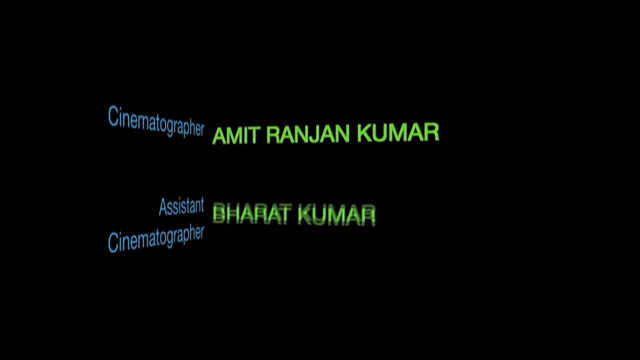 Cinematographer AMIT RANJAN KUMAR
Assistant
Cinematographer BHARAT KUMAR